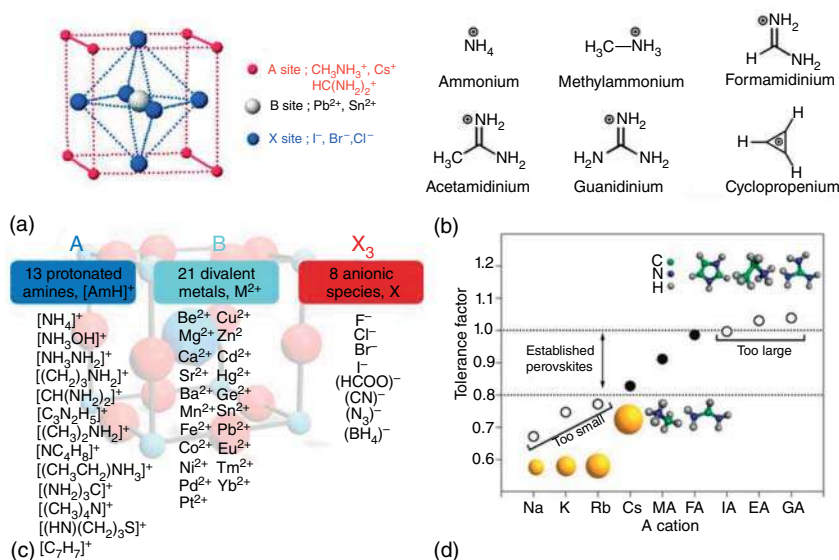 A site ; CH₃NH₃⁺, Cs⁺
HC(NH₂)₂⁺
B site ; Pb²⁺, Sn²⁺
X site ; I⁻, Br⁻,Cl⁻
(a)
⊕
NH₄
Ammonium
⊕
H₃C NH₃
Methylammonium
⊕
NH₂
H NH₂
Formamidinium
⊕
NH₂
H₃C NH₂
Acetamidinium
⊕
NH₂
H₂N NH₂
Guanidinium
H
H ⊕
H
Cyclopropenium
(b)
A B X₃
13 protonated
amines, [AmH]⁺
21 divalent
metals, M²⁺
8 anionic
species, X
[NH₄]⁺
[NH₃OH]⁺
[NH₃NH₂]⁺
[(CH₂)₃NH₂]⁺
[CH(NH₂)₂]⁺
[C₃N₂H₅]⁺
[(CH₃)₂NH₂]⁺
[NC₄H₈]⁺
[(CH₃CH₂)NH₃]⁺
[(NH₂)₃C]⁺
[(CH₃)₄N]⁺
[(HN)(CH₂)₃S]⁺
[C₇H₇]⁺
Be²⁺ Cu²⁺
Mg²⁺ Zn²
Ca²⁺ Cd²⁺
Sr²⁺ Hg²⁺
Ba²⁺ Ge²⁺
Mn²⁺ Sn²⁺
Fe²⁺ Pb²⁺
Co²⁺ Eu²⁺
Ni²⁺ Tm²⁺
Pd²⁺ Yb²⁺
Pt²⁺
F⁻
Cl⁻
Br⁻
I⁻
(HCOO)⁻
(CN)⁻
(N₃)⁻
(BH₄)⁻
(c)
Tolerance factor
1.2
1.1
1.0
0.9
0.8
0.7
0.6
C
N
H
Established
perovskites
Too large
Too small
Na K Rb Cs MA FA IA EA GA
A cation
(d)